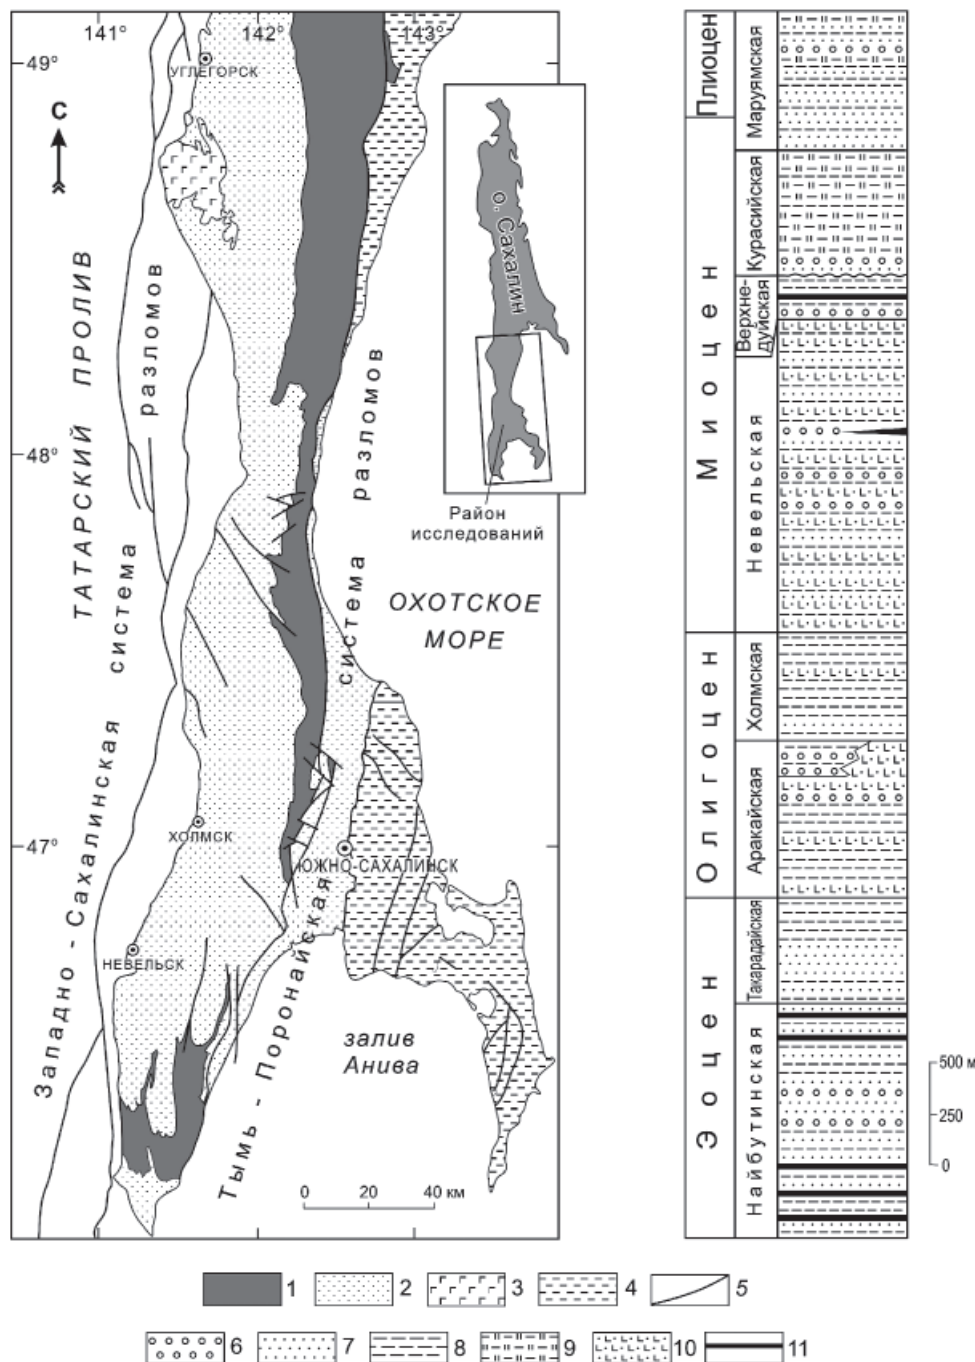 141°
142°
143°
49°
УГЛЕГОРСК
С
ТАТАРСКИЙ ПРОЛИВ
Западно-Сахалинская система разломов
о. Сахалин
Район
исследований
48°
ОХОТСКОЕ
МОРЕ
Тымь-Поронайская система разломов
ХОЛМСК
47°
ЮЖНО-САХАЛИНСК
НЕВЕЛЬСК
залив
Анива
0 20 40 км
Плиоцен
Миоцен
Олигоцен
Эоцен
Маруямская
Курасийская
Верхне-
дуйская
Невельская
Холмская
Аракайская
Такарадайская
Найбутинская
500 м
250
0
1 2 3 4 5
6 7 8 9 10 11